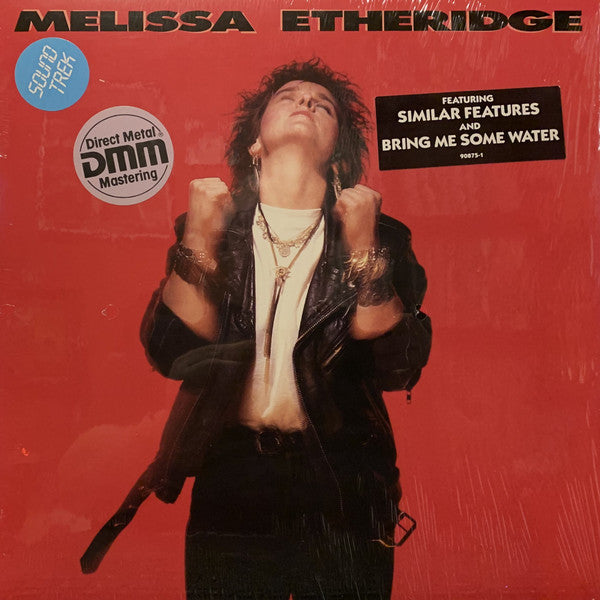 MELISSA ETHERIDGE
SOUND
TREK
Direct Metal
DMM
Mastering
FEATURING
SIMILAR FEATURES
AND
BRING ME SOME WATER
90875-1